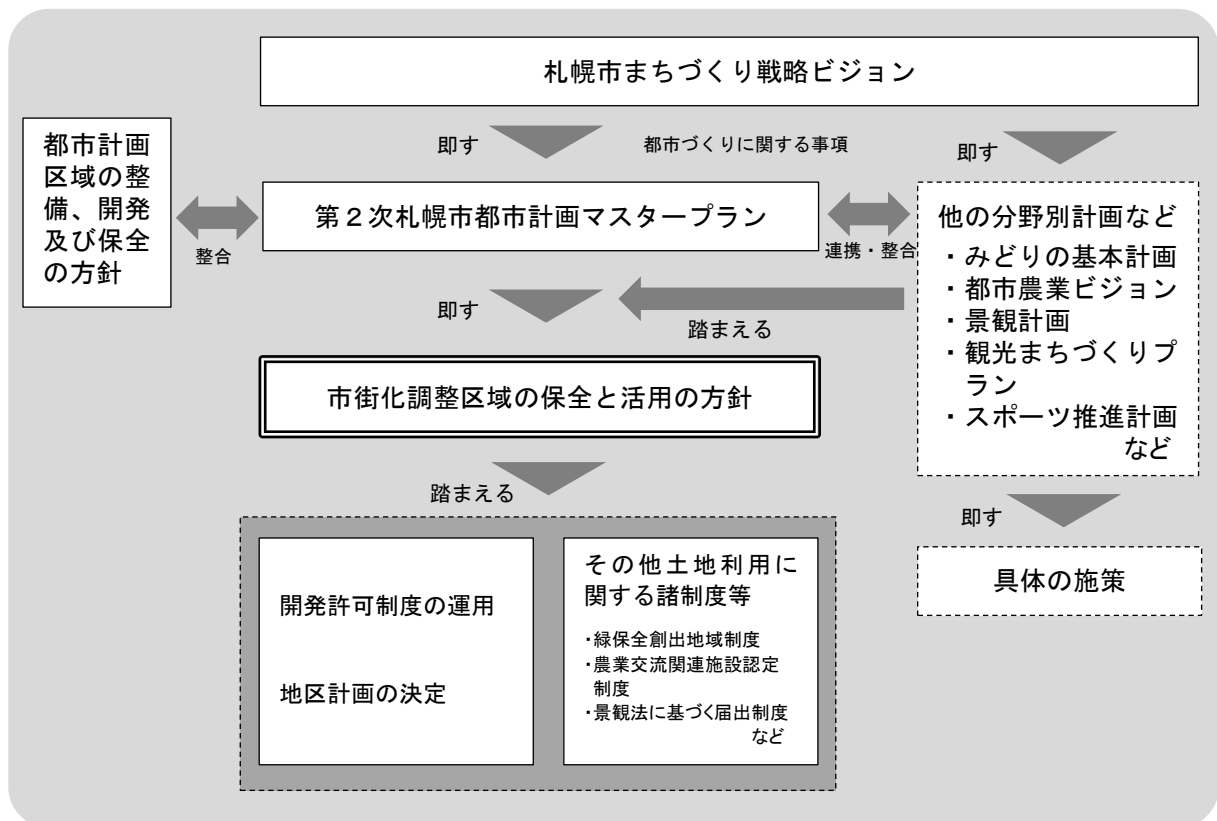 札幌市まちづくり戦略ビジョン
都市計画
区域の整
備、開発
及び保全
の方針
即す
都市づくりに関する事項
即す
整合
第２次札幌市都市計画マスタープラン
連携・整合
他の分野別計画など
・みどりの基本計画
・都市農業ビジョン
・景観計画
・観光まちづくりプ
ラン
・スポーツ推進計画
など
即す
踏まえる
市街化調整区域の保全と活用の方針
踏まえる
即す
具体の施策
開発許可制度の運用
地区計画の決定
その他土地利用に
関する諸制度等
・緑保全創出地域制度
・農業交流関連施設認定
制度
・景観法に基づく届出制度
など